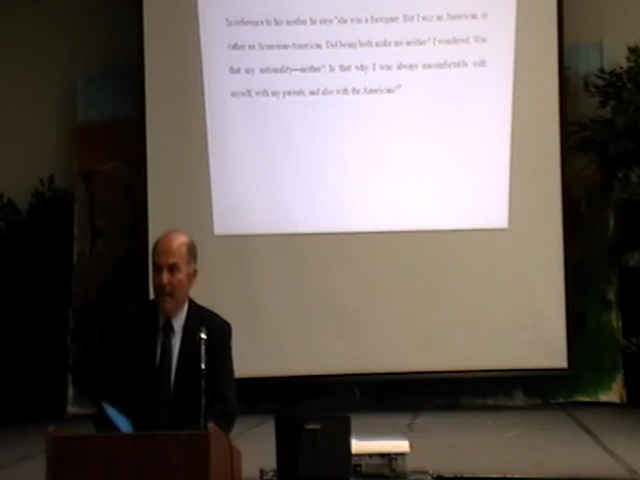 In reference to his mother he says "she was a foreigner. But I was an American, or
rather an Armenian-American. Did being both make me neither? I wondered. Was
that my nationality—neither? Is that why I was always uncomfortable with
myself, with my parents, and also with the Americans?"